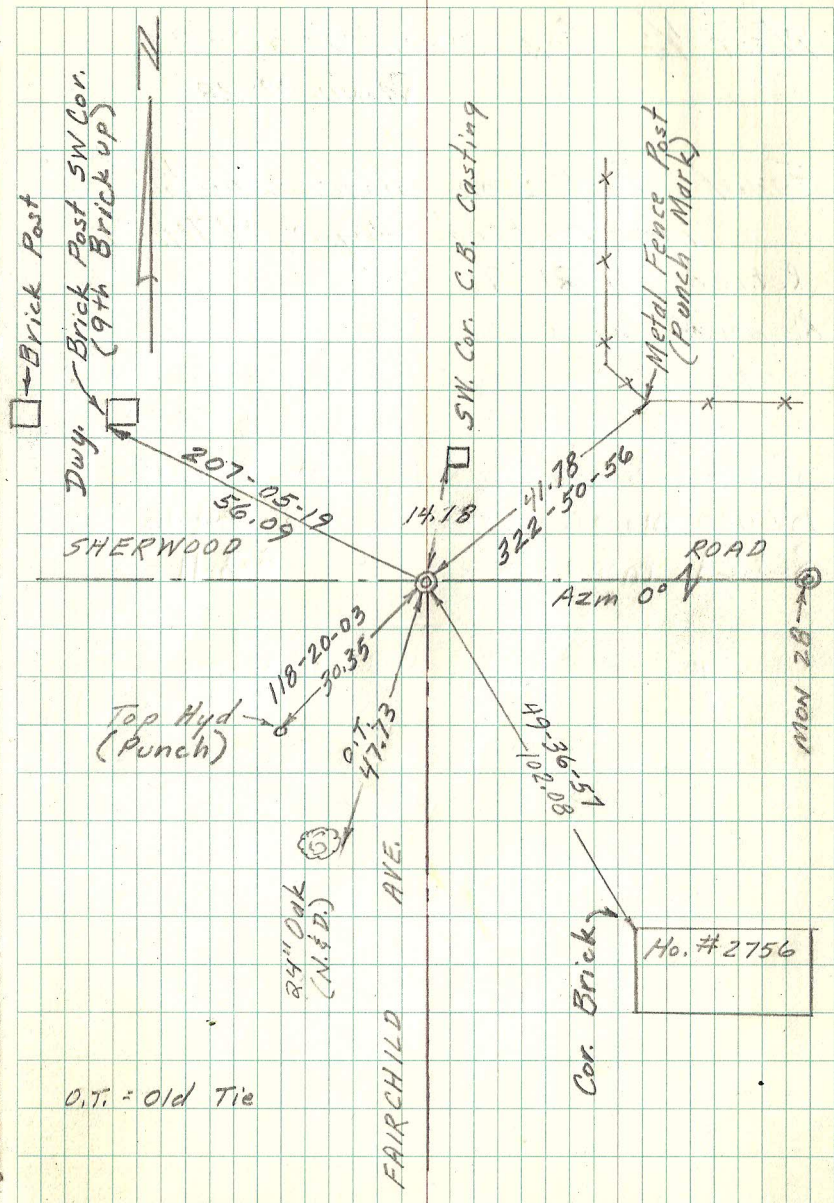 N
Brick Post
Brick Post SW Cor.
(9th Brick up)
Dwy.
SW. Cor. C.B. Casting
Metal Fence Post
(Punch Mark)
207-05-19
56.09
14.18
41.78
322-50-56
SHERWOOD
ROAD
Azm 0°
MON 28
118-20-03
30.35
Top Hyd
(Punch)
O.T.
47.73
49-36-51
102.08
24" Oak
(N.&D.)
FAIRCHILD AVE.
Cor. Brick
Ho. #2756
O.T. = Old Tie